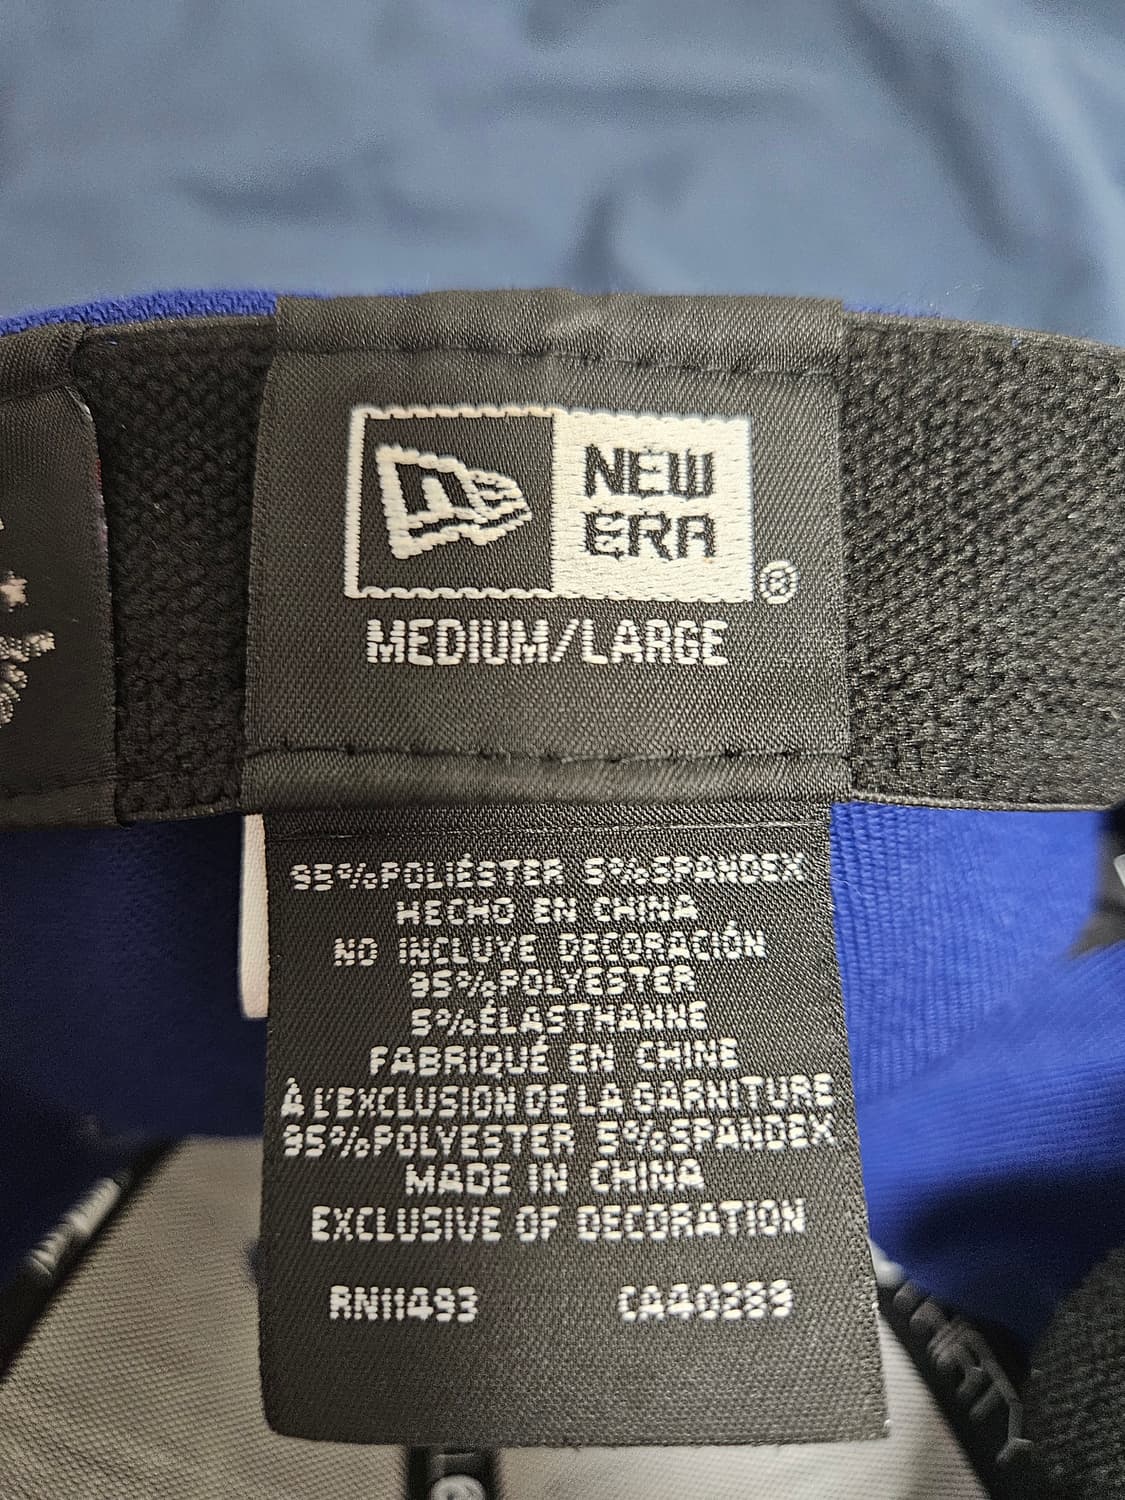 NEW
ERA
®
MEDIUM/LARGE
95%POLIÉSTER 5%SPANDEX
HECHO EN CHINA
NO INCLUYE DECORACIÓN
95%POLYESTER
5%ÉLASTHANNE
FABRIQUÉ EN CHINE
À L'EXCLUSION DE LA GARNITURE
95%POLYESTER 5%SPANDEX
MADE IN CHINA
EXCLUSIVE OF DECORATION
RN11493 CA40289